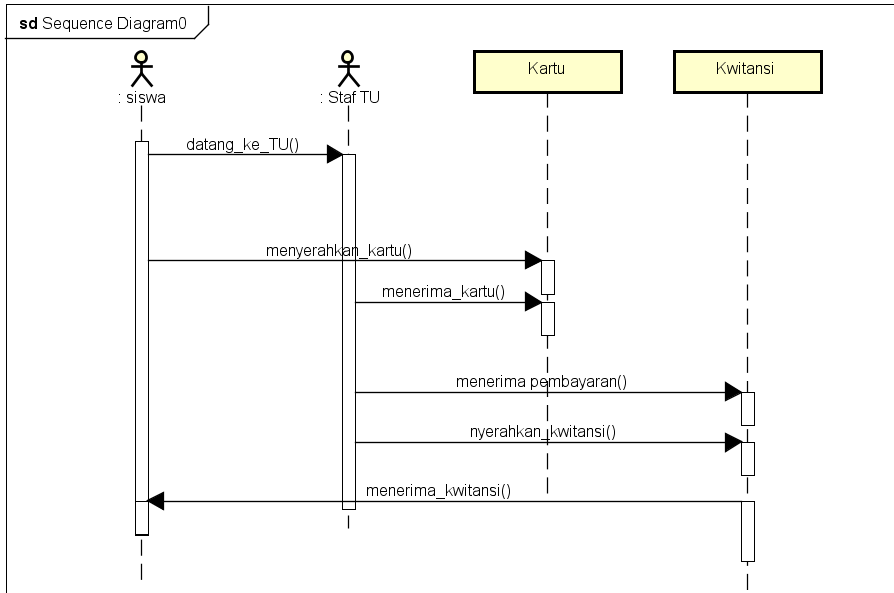 sd Sequence Diagram0
: siswa
: Staf TU
Kartu
Kwitansi
datang_ke_TU()
menyerahkan_kartu()
menerima_kartu()
menerima pembayaran()
nyerahkan_kwitansi()
menerima_kwitansi()